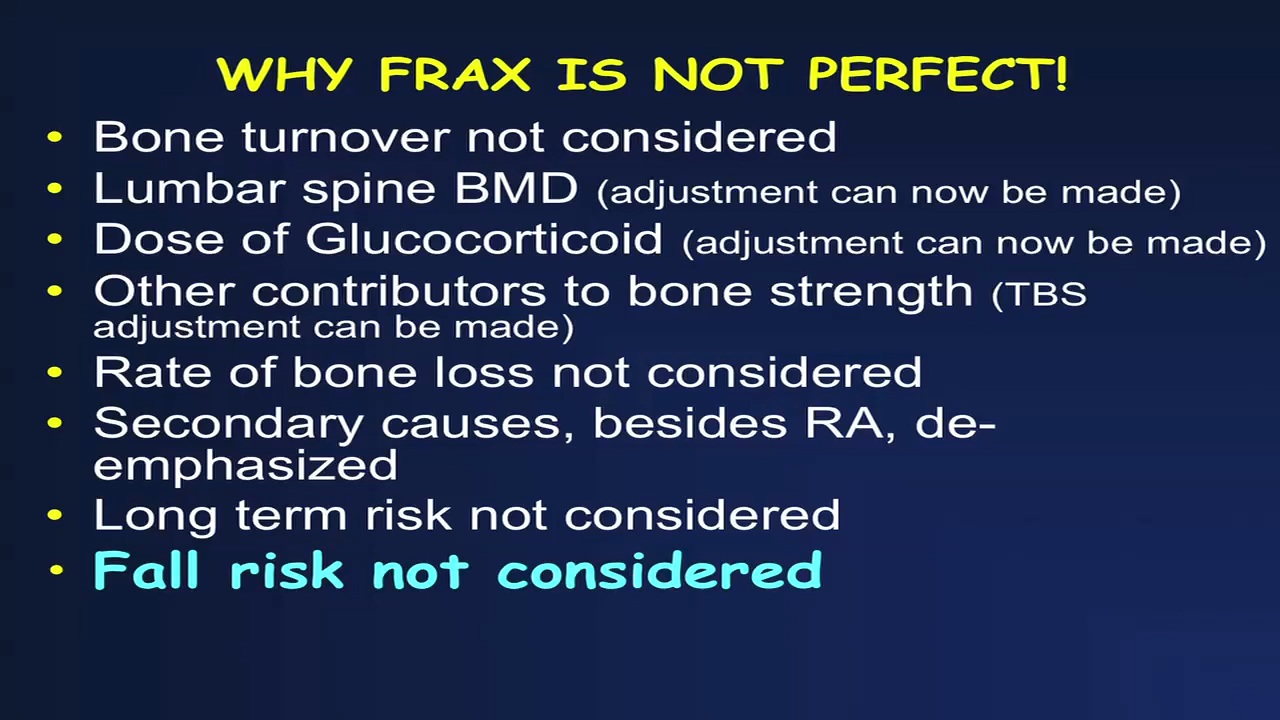 WHY FRAX IS NOT PERFECT!
• Bone turnover not considered
• Lumbar spine BMD (adjustment can now be made)
• Dose of Glucocorticoid (adjustment can now be made)
• Other contributors to bone strength (TBS
adjustment can be made)
• Rate of bone loss not considered
• Secondary causes, besides RA, de-
emphasized
• Long term risk not considered
• Fall risk not considered